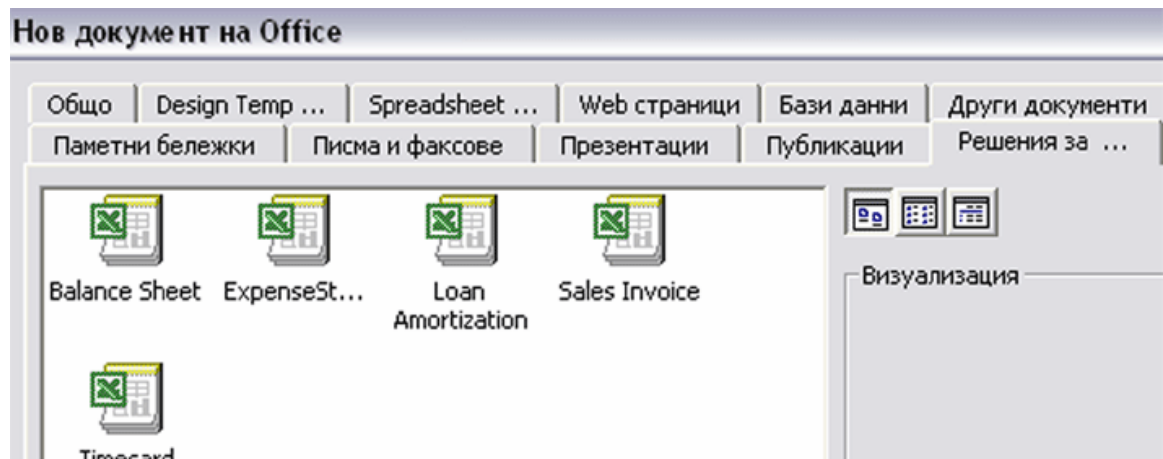 Нов документ на Office
Общо
Design Temp ...
Spreadsheet ...
Web страници
Бази данни
Други документи
Паметни бележки
Писма и факсове
Презентации
Публикации
Решения за ...
Balance Sheet
ExpenseSt...
Loan
Amortization
Sales Invoice
Timecard
Визуализация